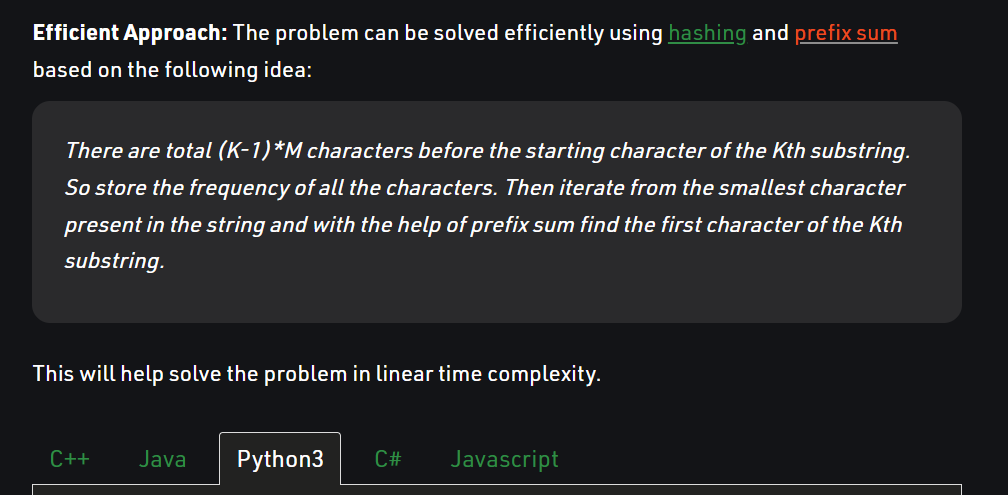 Efficient Approach: The problem can be solved efficiently using hashing and prefix sum
based on the following idea:
There are total (K-1)*M characters before the starting character of the Kth substring.
So store the frequency of all the characters. Then iterate from the smallest character
present in the string and with the help of prefix sum find the first character of the Kth
substring.
This will help solve the problem in linear time complexity.
C++ Java Python3 C# Javascript